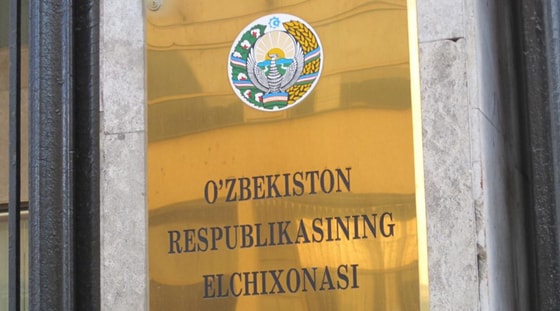 O'ZBEKISTON
RESPUBLIKASINING
ELCHIXONASI